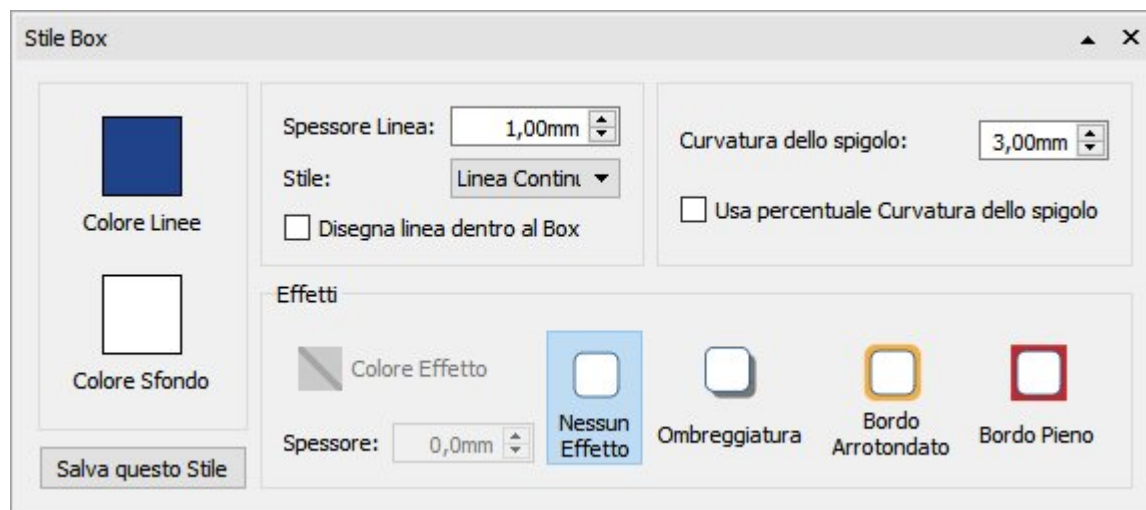 Stile Box
Colore Linee
Colore Sfondo
Salva questo Stile
Spessore Linea: 1,00mm
Stile: Linea Continu
Disegna linea dentro al Box
Curvatura dello spigolo: 3,00mm
Usa percentuale Curvatura dello spigolo
Effetti
Colore Effetto
Spessore: 0,0mm
Nessun
Effetto
Ombreggiatura
Bordo
Arrotondato
Bordo Pieno